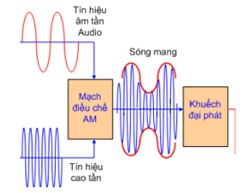 Tín hiệu
âm tần
Audio
Sóng mang
Mạch
điều chế
AM
Khuếch
đại phát
Tín hiệu
cao tần